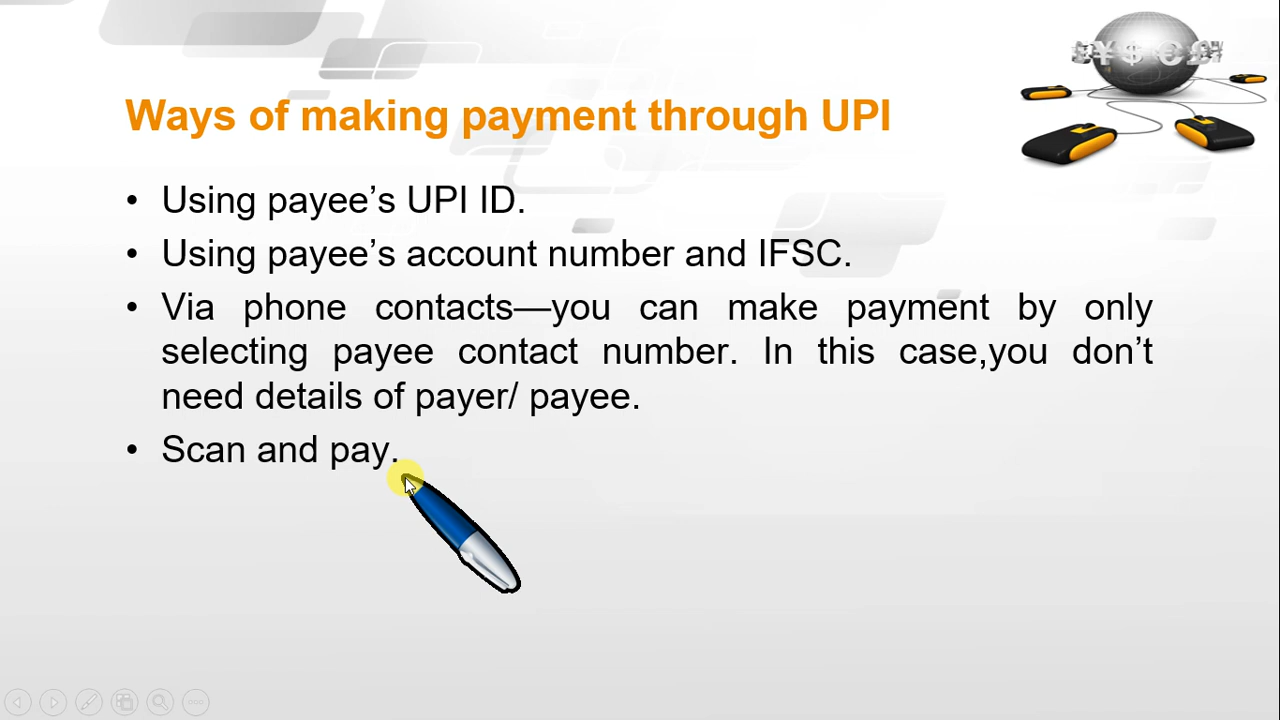 Ways of making payment through UPI
• Using payee’s UPI ID.
• Using payee’s account number and IFSC.
• Via phone contacts—you can make payment by only
selecting payee contact number. In this case,you don’t
need details of payer/ payee.
• Scan and pay.